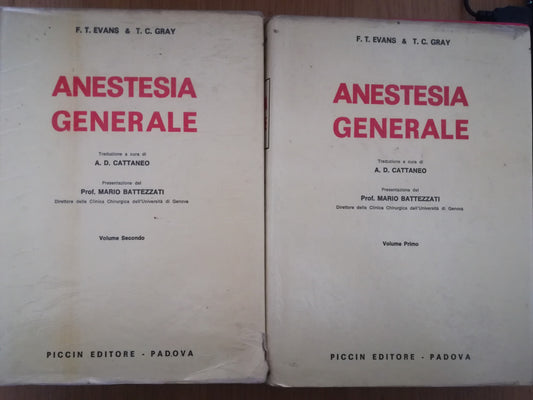 F. T. EVANS & T. C. GRAY
ANESTESIA
GENERALE
Traduzione a cura di
A. D. CATTANEO
Presentazione del
Prof. MARIO BATTEZZATI
Direttore della Clinica Chirurgica dell'Università di Genova
Volume Secondo
PICCIN EDITORE - PADOVA
F. T. EVANS & T. C. GRAY
ANESTESIA
GENERALE
Traduzione a cura di
A. D. CATTANEO
Presentazione del
Prof. MARIO BATTEZZATI
Direttore della Clinica Chirurgica dell'Università di Genova
Volume Primo
PICCIN EDITORE - PADOVA